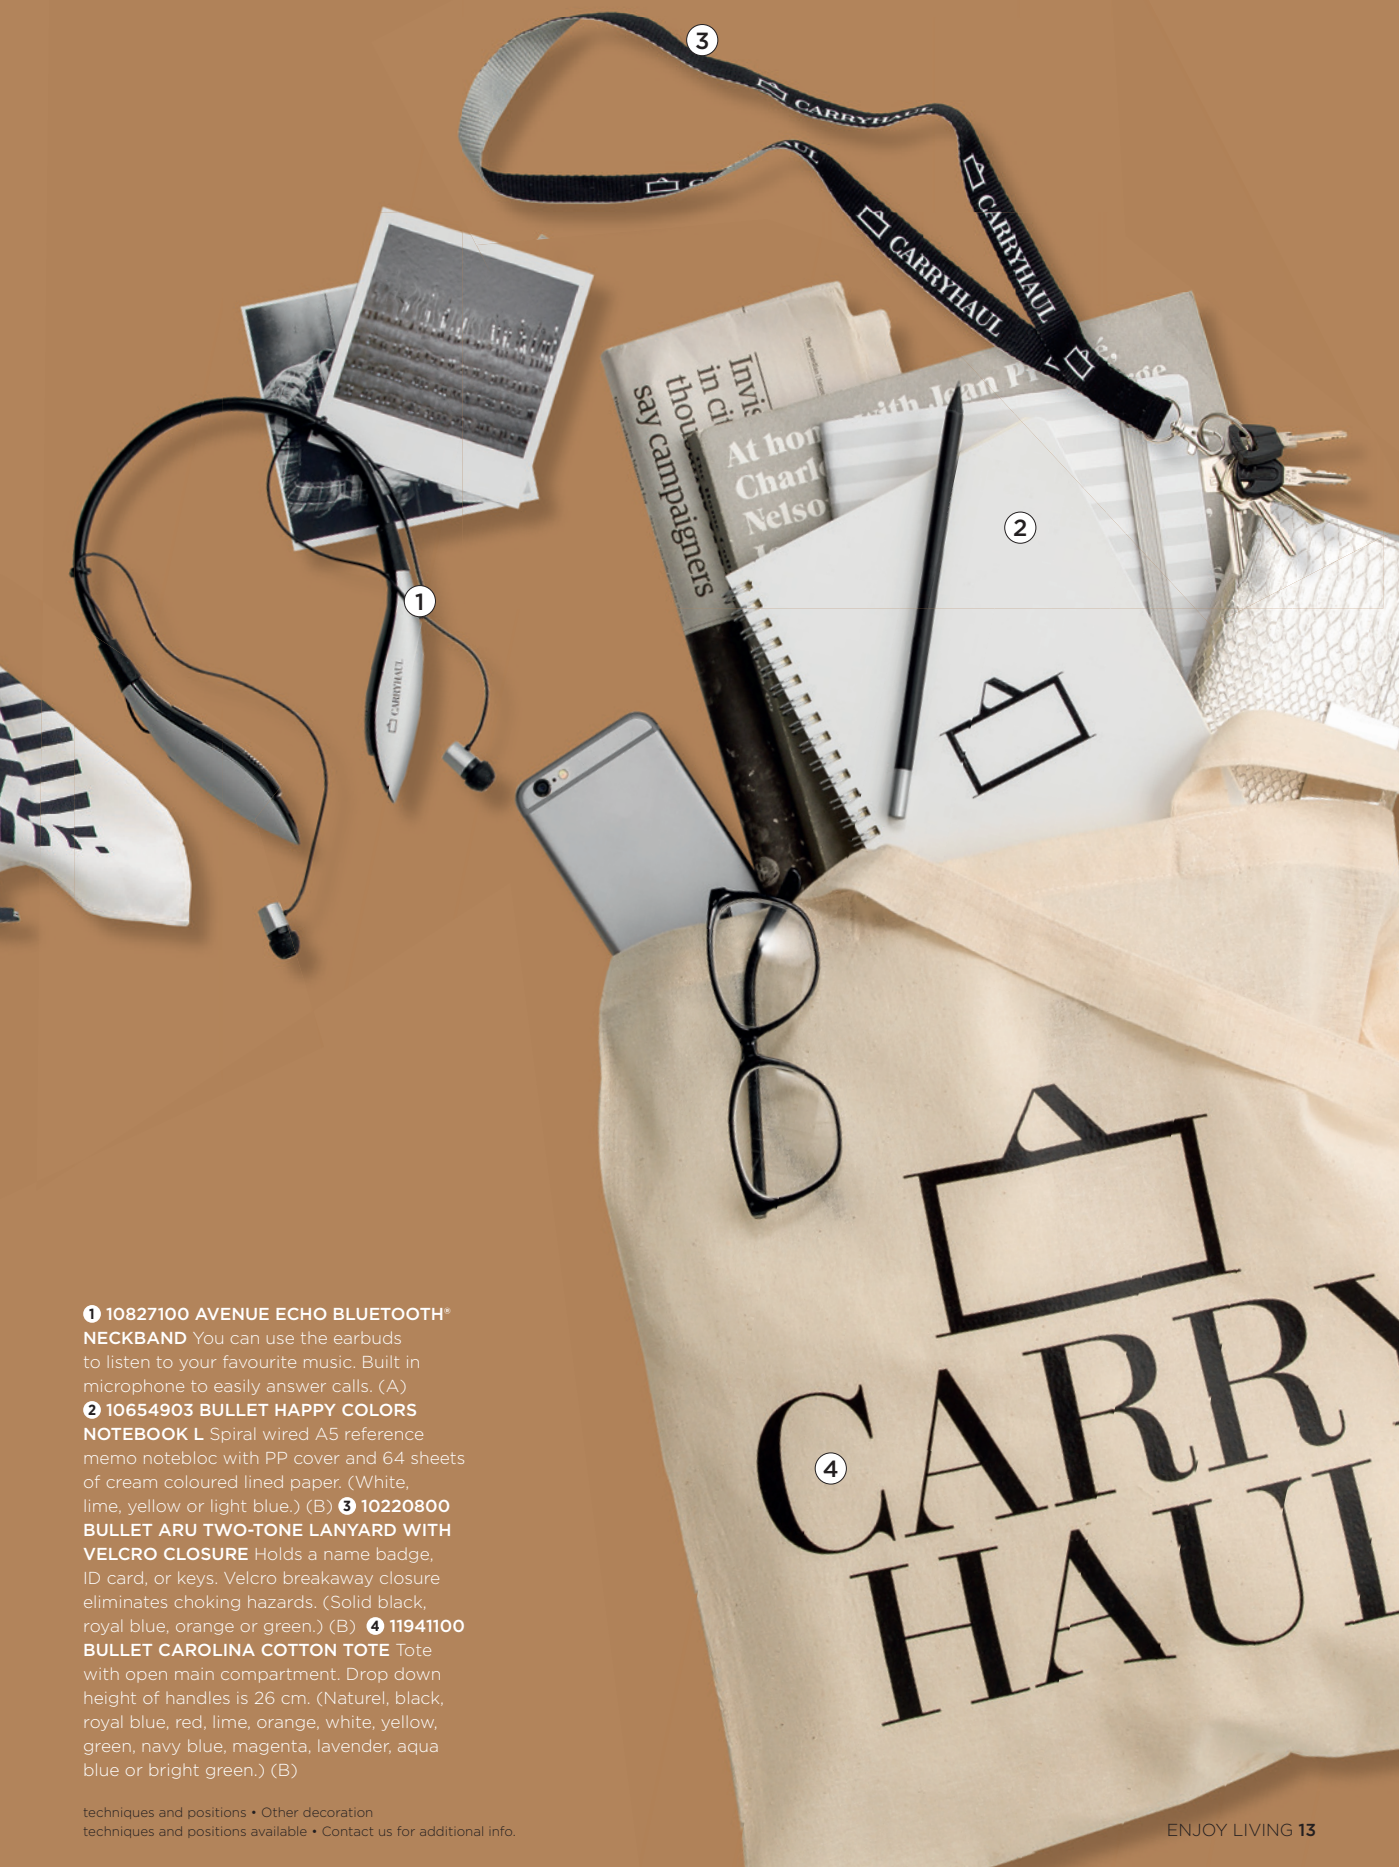 3
CARRYHAUL
CARRYHAUL
CARRYHAUL
Invis
in cit
thou
say campaigners
with Jean Pr
rge
At hom
Charl
Nelso
2
1
CARRYHAUL
CARRY
4
HAUL
1 10827100 AVENUE ECHO BLUETOOTH®
NECKBAND You can use the earbuds
to listen to your favourite music. Built in
microphone to easily answer calls. (A)
2 10654903 BULLET HAPPY COLORS
NOTEBOOK L Spiral wired A5 reference
memo notebloc with PP cover and 64 sheets
of cream coloured lined paper. (White,
lime, yellow or light blue.) (B) 3 10220800
BULLET ARU TWO-TONE LANYARD WITH
VELCRO CLOSURE Holds a name badge,
ID card, or keys. Velcro breakaway closure
eliminates choking hazards. (Solid black,
royal blue, orange or green.) (B) 4 11941100
BULLET CAROLINA COTTON TOTE Tote
with open main compartment. Drop down
height of handles is 26 cm. (Naturel, black,
royal blue, red, lime, orange, white, yellow,
green, navy blue, magenta, lavender, aqua
blue or bright green.) (B)
techniques and positions • Other decoration
techniques and positions available • Contact us for additional info.
ENJOY LIVING 13